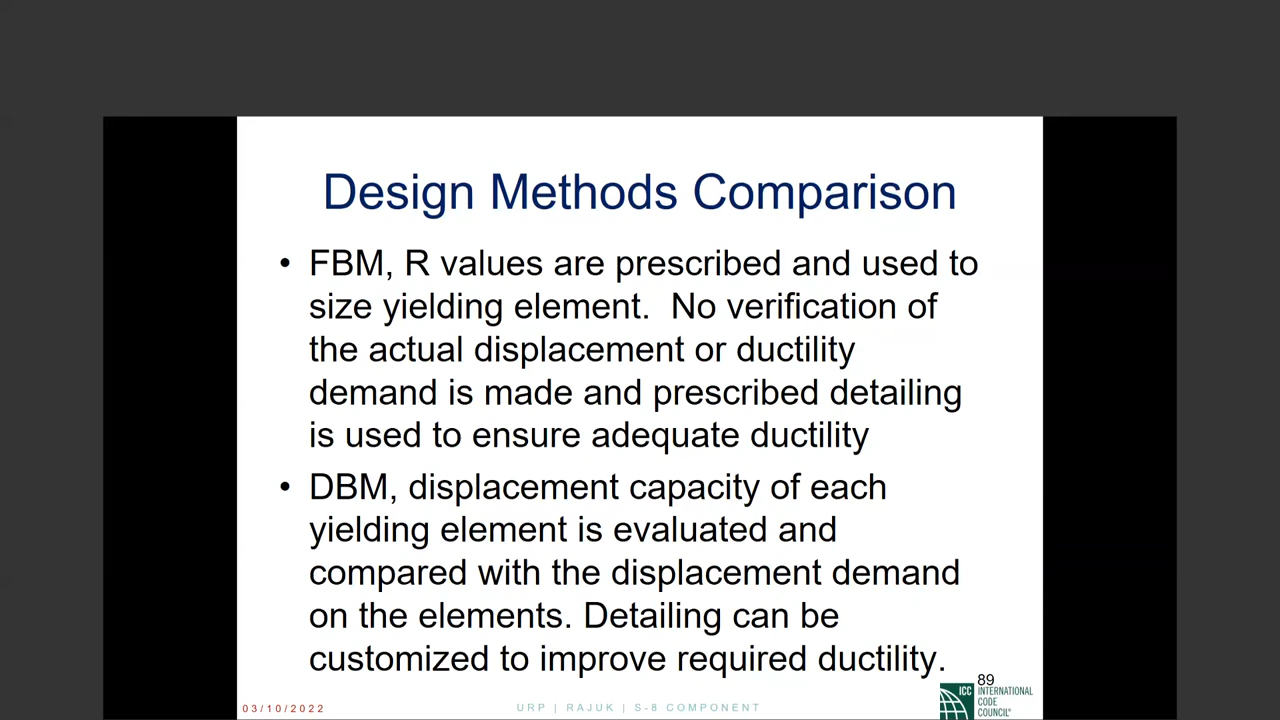 Design Methods Comparison
• FBM, R values are prescribed and used to
size yielding element.  No verification of
the actual displacement or ductility
demand is made and prescribed detailing
is used to ensure adequate ductility
• DBM, displacement capacity of each
yielding element is evaluated and
compared with the displacement demand
on the elements. Detailing can be
customized to improve required ductility.
89
ICC INTERNATIONAL
CODE
COUNCIL®
03/10/2022
URP | RAJUK | S-8 COMPONENT